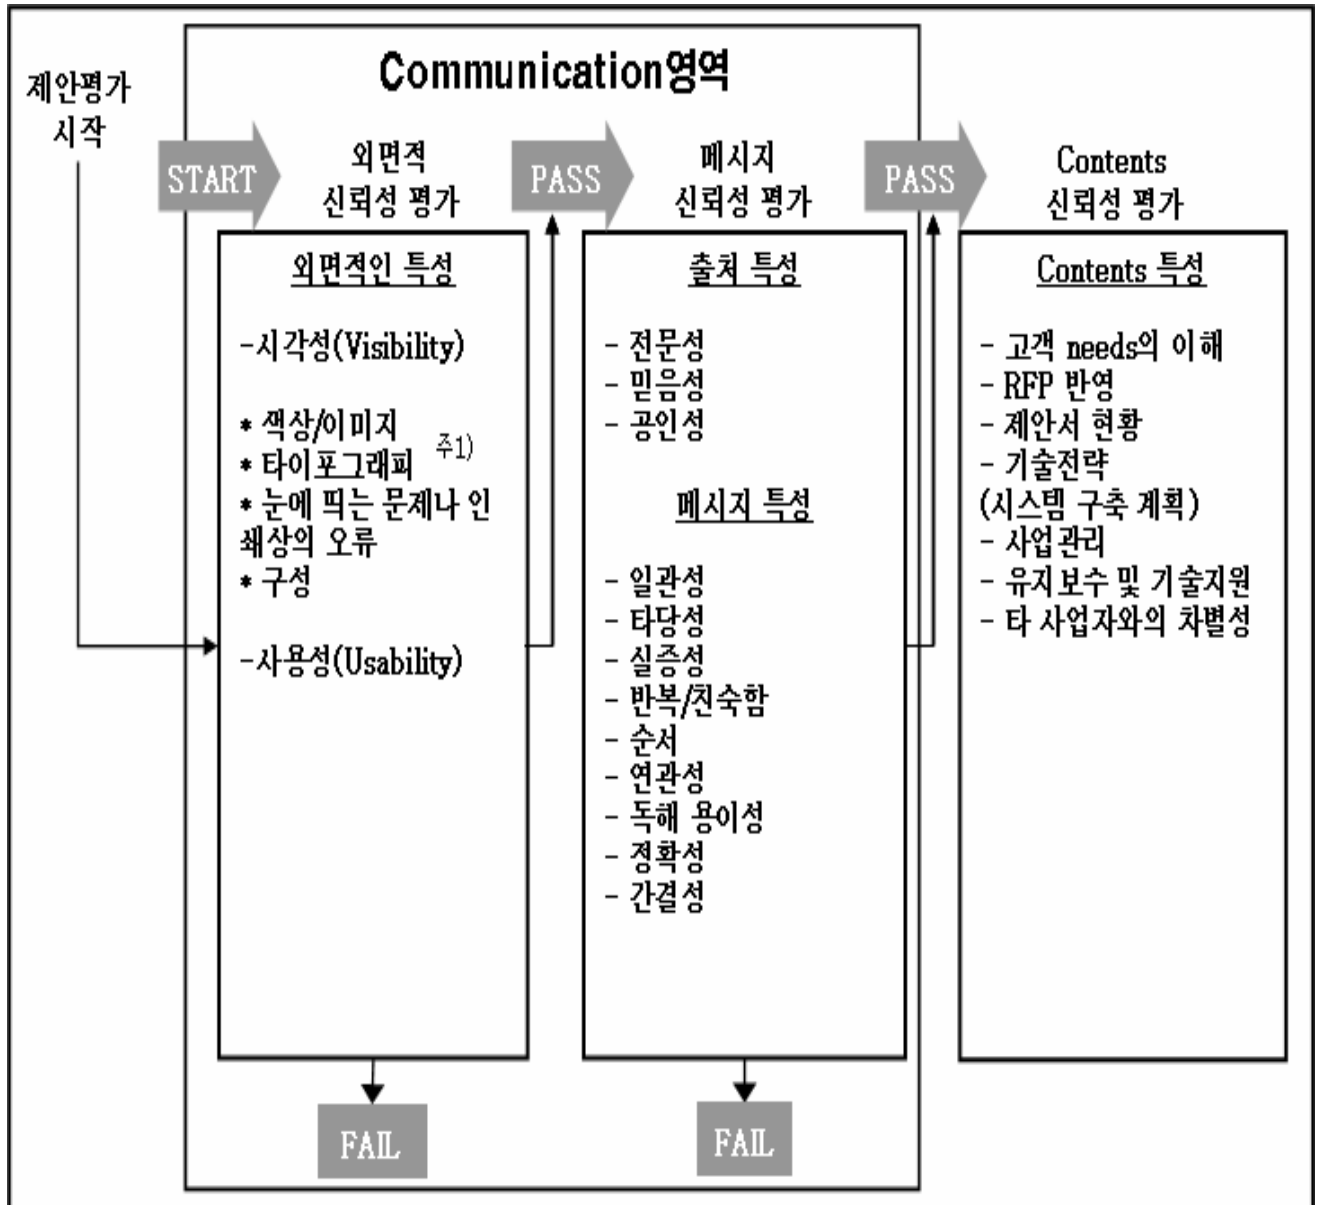 Communication영역
제안평가
시작
START
외면적
신뢰성 평가
PASS
메시지
신뢰성 평가
PASS
Contents
신뢰성 평가
외면적인 특성
-시각성(Visibility)
* 색상/이미지
* 타이포그래피 주1)
* 눈에 띄는 문제나 인
쇄상의 오류
* 구성
-사용성(Usability)
FAIL
출처 특성
- 전문성
- 믿음성
- 공인성
메시지 특성
- 일관성
- 타당성
- 실증성
- 반복/친숙함
- 순서
- 연관성
- 독해 용이성
- 정확성
- 간결성
FAIL
Contents 특성
- 고객 needs의 이해
- RFP 반영
- 제안서 현황
- 기술전략
(시스템 구축 계획)
- 사업관리
- 유지보수 및 기술지원
- 타 사업자와의 차별성